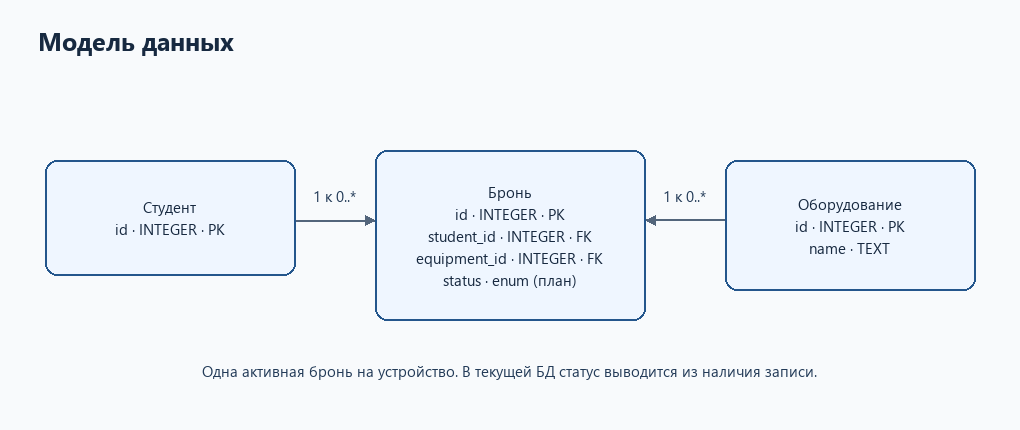 Модель данных
Студент
id · INTEGER · PK
1 к 0..*
Бронь
id · INTEGER · PK
student_id · INTEGER · FK
equipment_id · INTEGER · FK
status · enum (план)
1 к 0..*
Оборудование
id · INTEGER · PK
name · TEXT
Одна активная бронь на устройство. В текущей БД статус выводится из наличия записи.